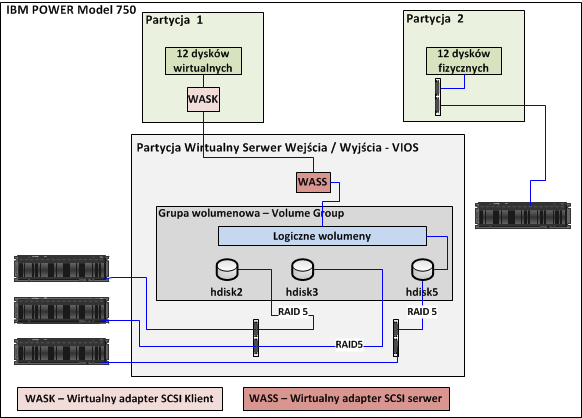 IBM POWER Model 750
Partycja 1
Partycja 2
12 dysków
wirtualnych
12 dysków
fizycznych
WASK
Partycja Wirtualny Serwer Wejścia / Wyjścia - VIOS
WASS
Grupa wolumenowa – Volume Group
Logiczne wolumeny
hdisk2
hdisk3
hdisk5
RAID 5
RAID 5
RAID5
WASK – Wirtualny adapter SCSI Klient
WASS – Wirtualny adapter SCSI serwer